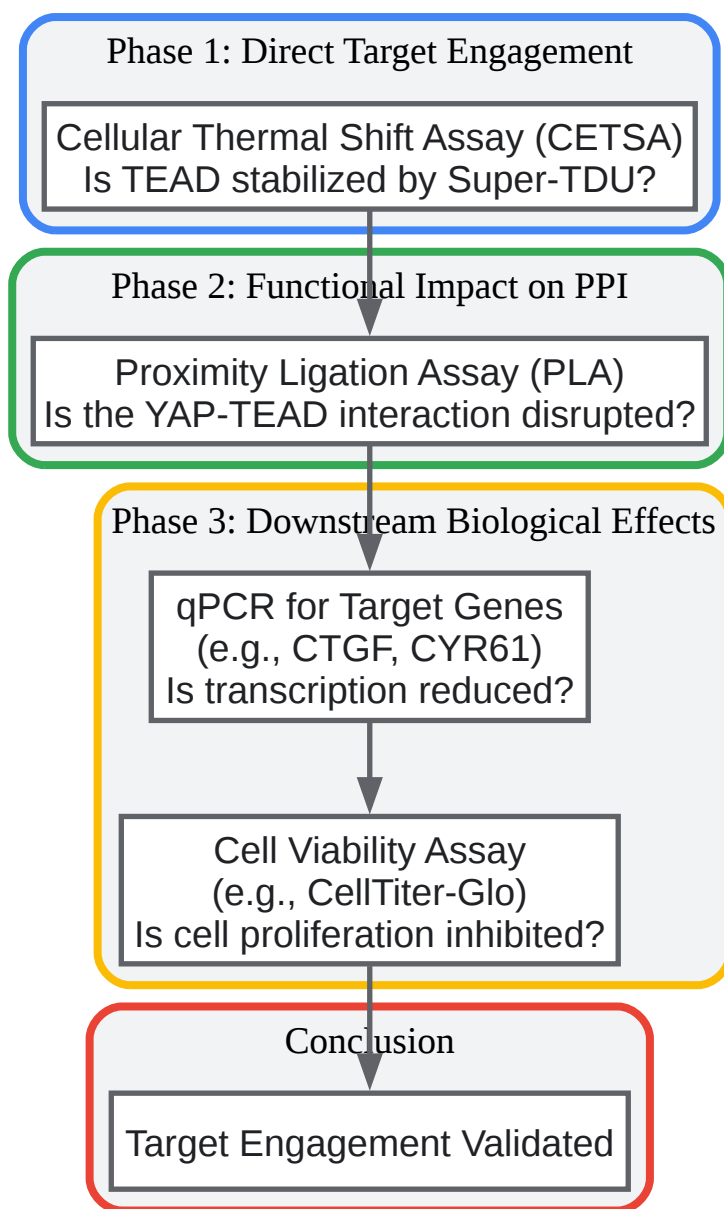 Phase 1: Direct Target Engagement
Cellular Thermal Shift Assay (CETSA)
Is TEAD stabilized by Super-TDU?
Phase 2: Functional Impact on PPI
Proximity Ligation Assay (PLA)
Is the YAP-TEAD interaction disrupted?
Phase 3: Downstream Biological Effects
qPCR for Target Genes
(e.g., CTGF, CYR61)
Is transcription reduced?
Cell Viability Assay
(e.g., CellTiter-Glo)
Is cell proliferation inhibited?
Conclusion
Target Engagement Validated